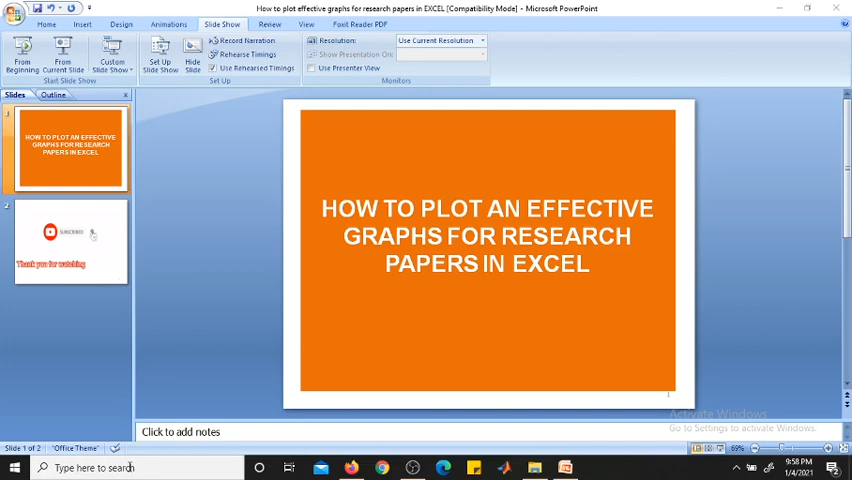 How to plot effective graphs for research papers in EXCEL [Compatibility Mode] - Microsoft PowerPoint
Home Insert Design Animations Slide Show Review View Foxit Reader PDF
From Beginning
From Current Slide
Custom Slide Show
Start Slide Show
Set Up Slide Show
Hide Slide
Record Narration
Rehearse Timings
Use Rehearsed Timings
Set Up
Resolution: Use Current Resolution
Show Presentation On:
Use Presenter View
Monitors
Slides Outline
1
HOW TO PLOT AN EFFECTIVE
GRAPHS FOR RESEARCH
PAPERS IN EXCEL
2
SUBSCRIBED
Thank you for watching
HOW TO PLOT AN EFFECTIVE
GRAPHS FOR RESEARCH
PAPERS IN EXCEL
1
Activate Windows
Go to Settings to activate Windows.
Click to add notes
Slide 1 of 2 "Office Theme" 69%
Type here to search
9:58 PM
1/4/2021